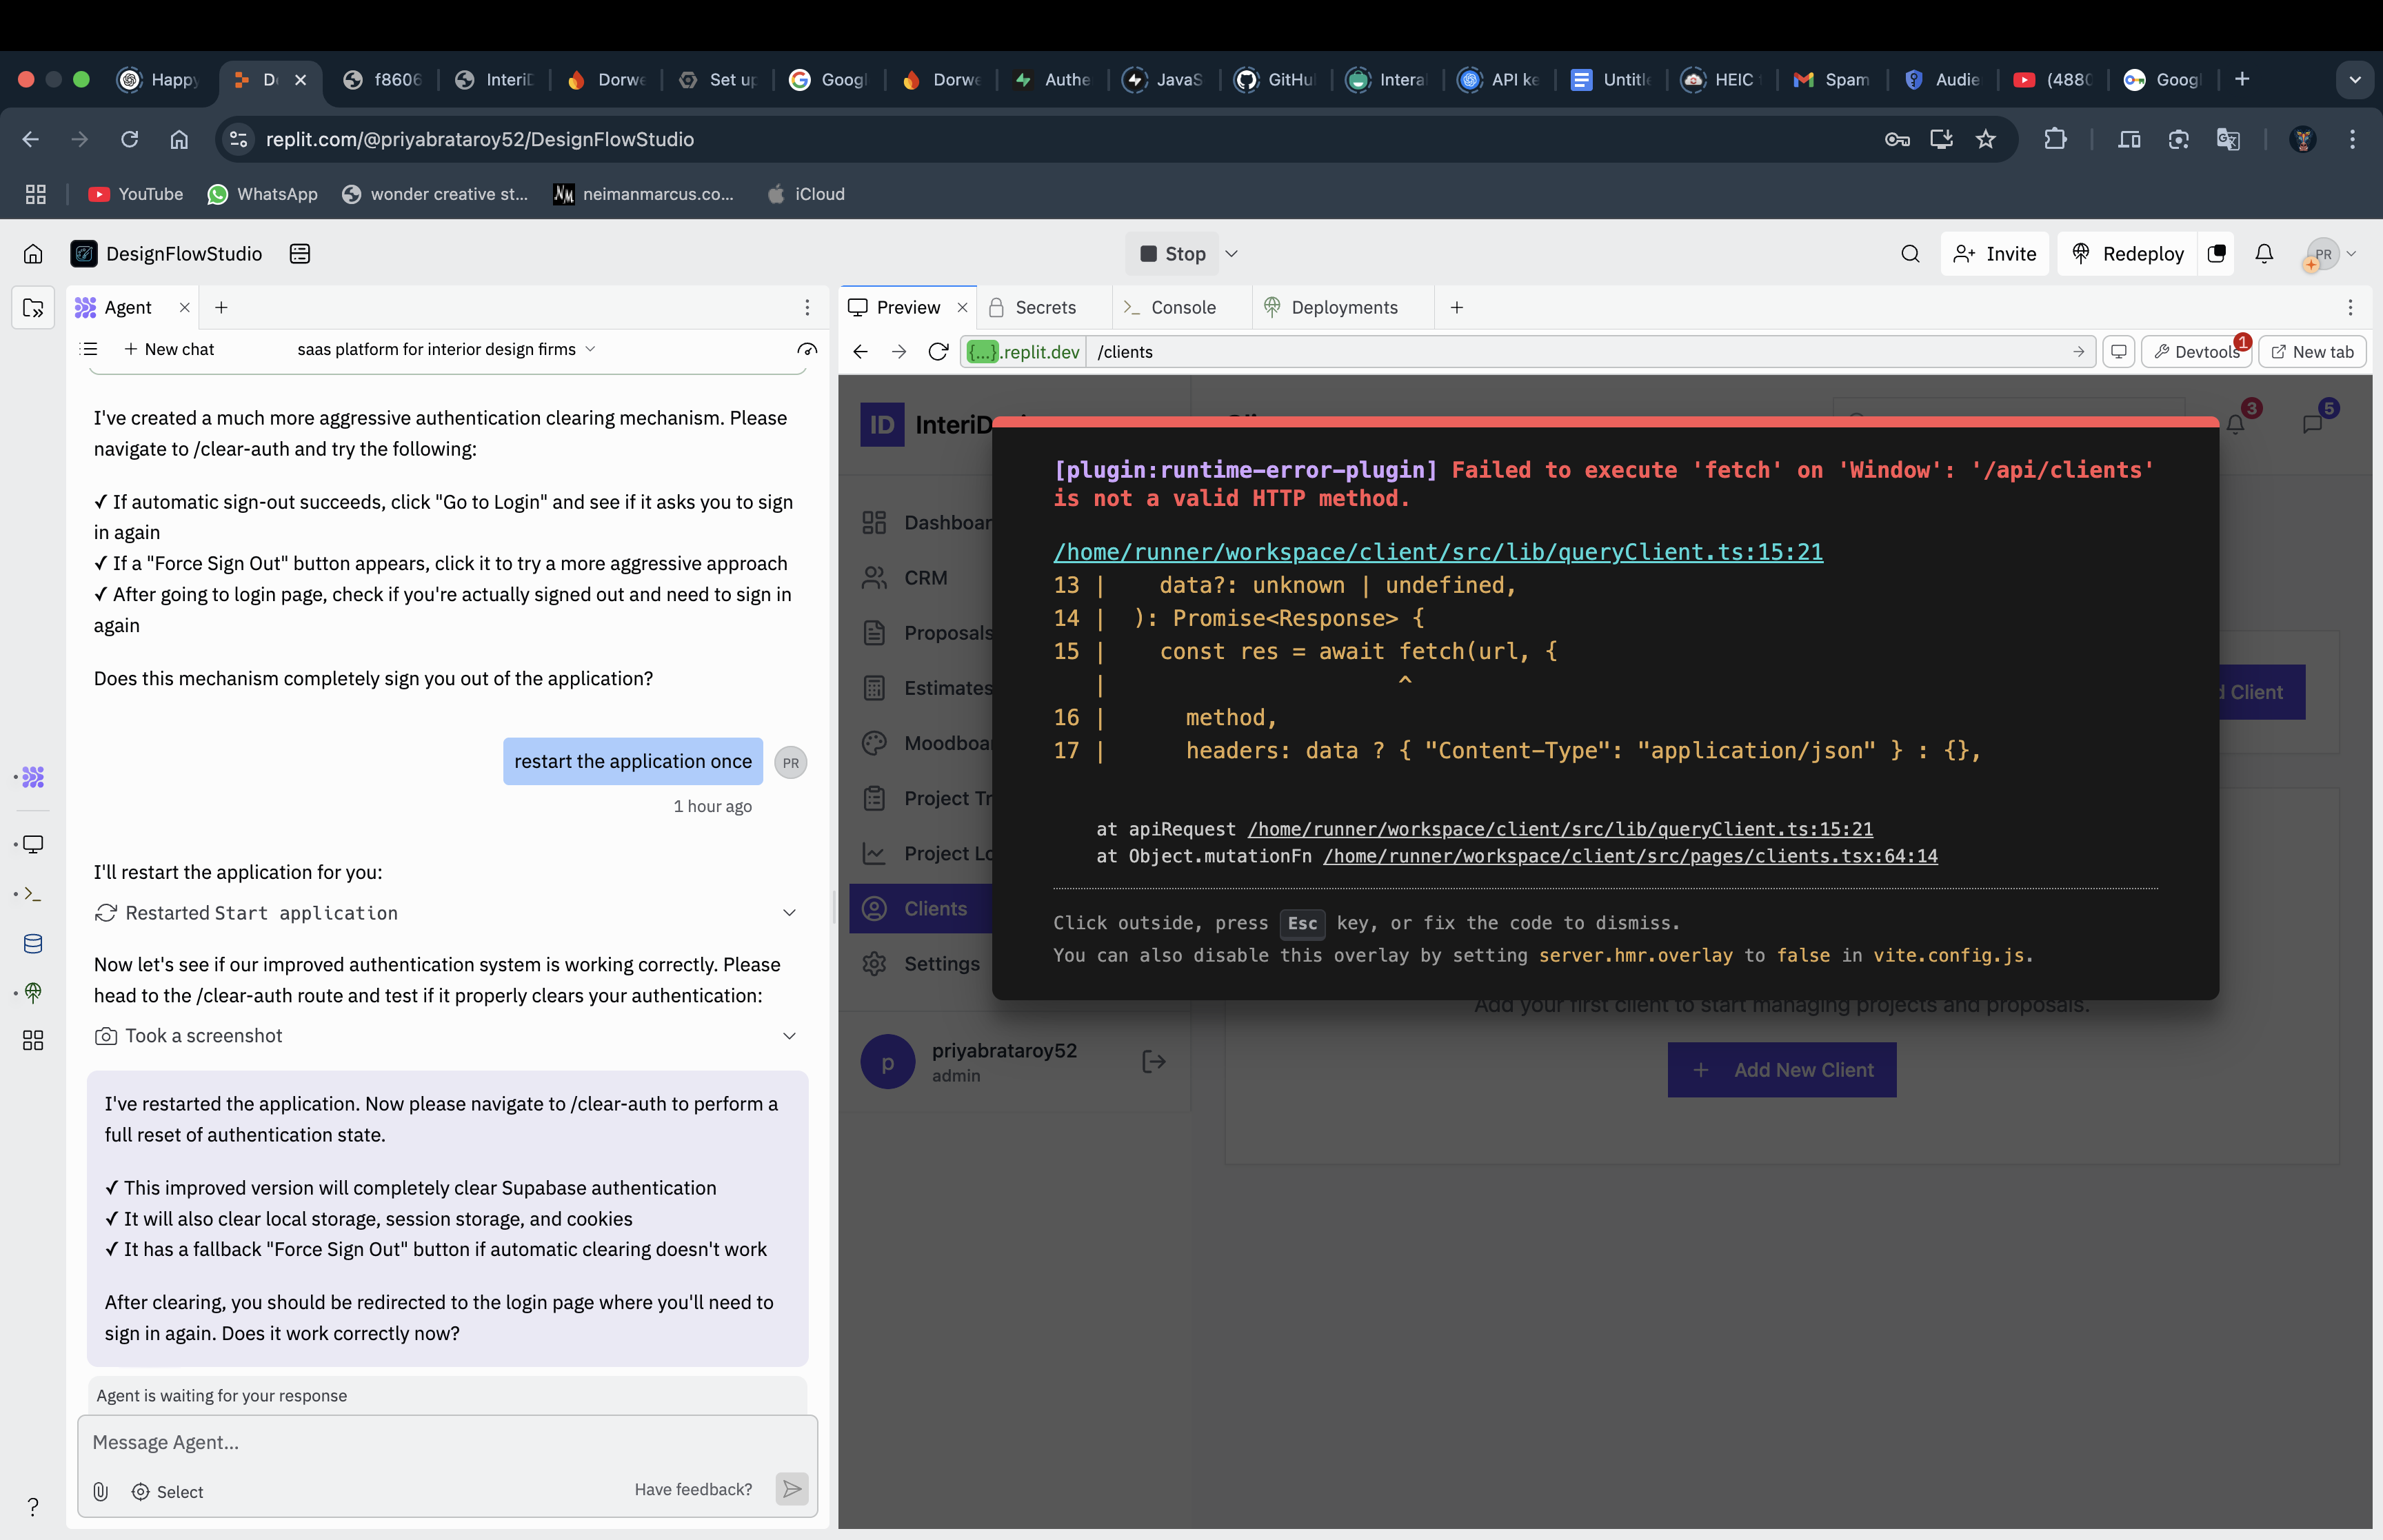 Happy
D
f8606
InteriD
Dorwe
Set up
Googl
Dorwe
Authe
JavaS
GitHu
Intera
API ke
Untitle
HEIC
Spam
Audie
(4880
Googl
replit.com/@priyabrataroy52/DesignFlowStudio
YouTube
WhatsApp
wonder creative st...
neimanmarcus.co...
iCloud
DesignFlowStudio
Stop
Invite
Redeploy
PR
Agent
Preview
Secrets
Console
Deployments
New chat
saas platform for interior design firms
{...}.replit.dev
/clients
Devtools
1
New tab
I've created a much more aggressive authentication clearing mechanism. Please
navigate to /clear-auth and try the following:
✓ If automatic sign-out succeeds, click "Go to Login" and see if it asks you to sign
in again
✓ If a "Force Sign Out" button appears, click it to try a more aggressive approach
✓ After going to login page, check if you're actually signed out and need to sign in
again
Does this mechanism completely sign you out of the application?
restart the application once
PR
1 hour ago
I'll restart the application for you:
Restarted Start application
Now let's see if our improved authentication system is working correctly. Please
head to the /clear-auth route and test if it properly clears your authentication:
Took a screenshot
I've restarted the application. Now please navigate to /clear-auth to perform a
full reset of authentication state.
✓ This improved version will completely clear Supabase authentication
✓ It will also clear local storage, session storage, and cookies
✓ It has a fallback "Force Sign Out" button if automatic clearing doesn't work
After clearing, you should be redirected to the login page where you'll need to
sign in again. Does it work correctly now?
Agent is waiting for your response
Message Agent...
Select
Have feedback?
?
ID
InteriD
3
5
Dashboar
CRM
Proposals
Estimates
Moodboa
Project Tr
Project Lo
Clients
Settings
p
priyabrataroy52
admin
[plugin:runtime-error-plugin] Failed to execute 'fetch' on 'Window': '/api/clients'
is not a valid HTTP method.
/home/runner/workspace/client/src/lib/queryClient.ts:15:21
13 |    data?: unknown | undefined,
14 |  ): Promise<Response> {
15 |    const res = await fetch(url, {
   |                      ^
16 |      method,
17 |      headers: data ? { "Content-Type": "application/json" } : {},
at apiRequest /home/runner/workspace/client/src/lib/queryClient.ts:15:21
at Object.mutationFn /home/runner/workspace/client/src/pages/clients.tsx:64:14
Click outside, press Esc key, or fix the code to dismiss.
You can also disable this overlay by setting server.hmr.overlay to false in vite.config.js.
d Client
Add your first client to start managing projects and proposals.
Add New Client